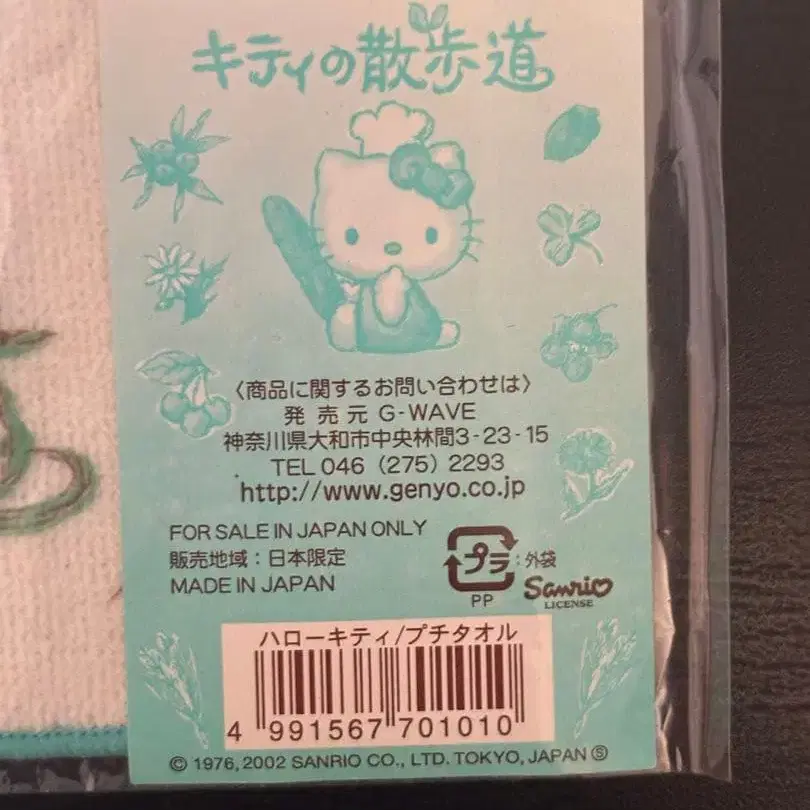 キティの散歩道
〈商品に関するお問い合わせは〉
発売元 G-WAVE
神奈川県大和市中央林間3-23-15
TEL 046（275）2293
http://www.genyo.co.jp
FOR SALE IN JAPAN ONLY
販売地域：日本限定
MADE IN JAPAN
プラ：外袋
PP
Sanrio
LICENSE
ハローキティ/プチタオル
4 991567 701010
© 1976, 2002 SANRIO CO., LTD. TOKYO, JAPAN Ⓢ